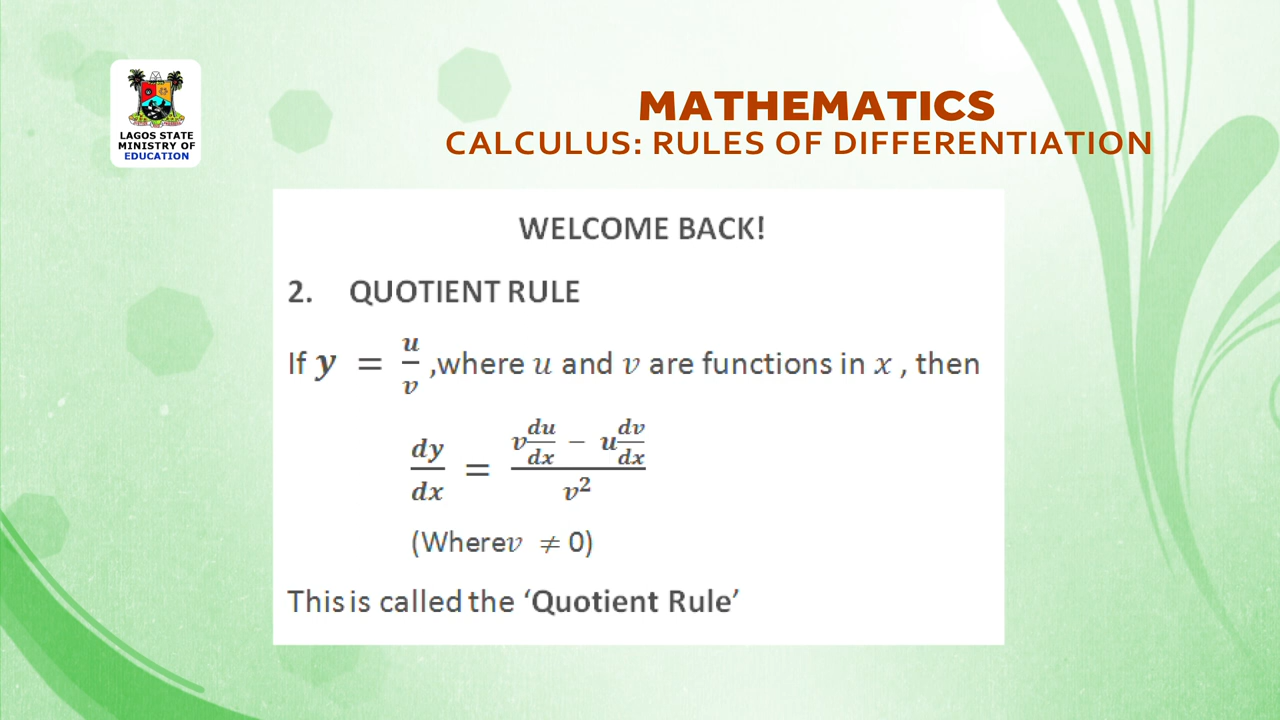 LAGOS STATE
MINISTRY OF
EDUCATION
MATHEMATICS
CALCULUS: RULES OF DIFFERENTIATION
WELCOME BACK!
2. QUOTIENT RULE
If y = u/v ,where u and v are functions in x , then
dy/dx = (v du/dx − u dv/dx) / v²
(Wherev ≠ 0)
This is called the ‘Quotient Rule’